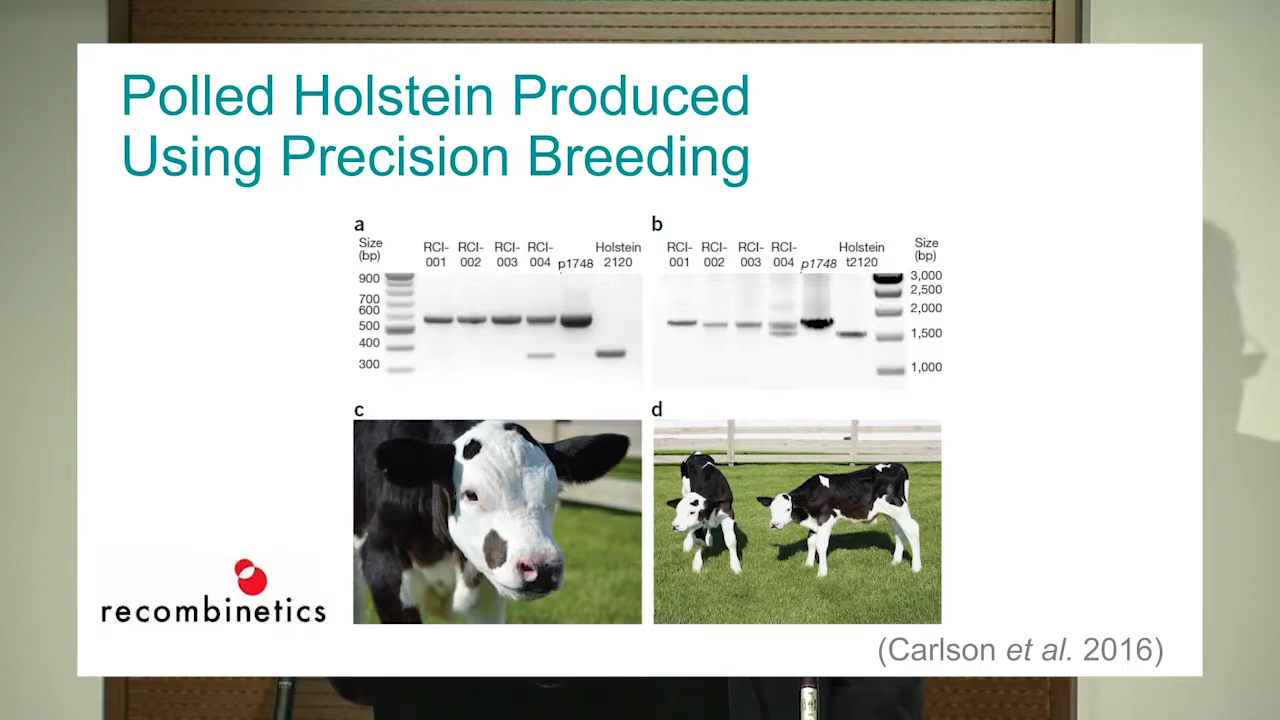 Polled Holstein Produced
Using Precision Breeding
a
Size
(bp)
RCI-
001
RCI-
002
RCI-
003
RCI-
004
p1748
Holstein
2120
900
700
600
500
400
300
b
RCI-
001
RCI-
002
RCI-
003
RCI-
004
p1748
Holstein
t2120
Size
(bp)
3,000
2,500
2,000
1,500
1,000
c
d
recombinetics
(Carlson et al. 2016)